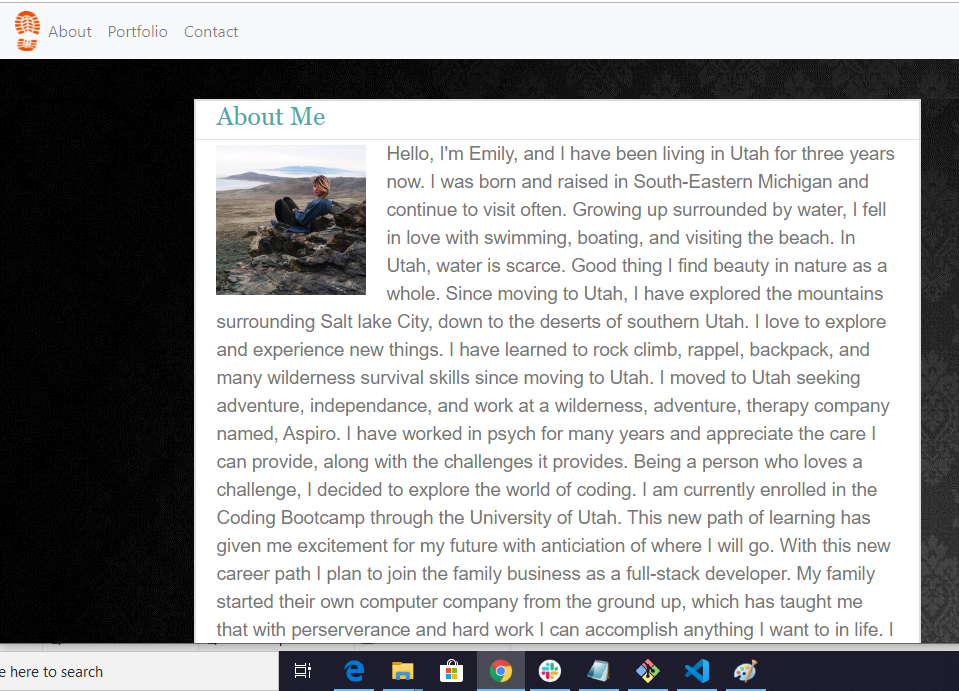 About Portfolio Contact
About Me
Hello, I'm Emily, and I have been living in Utah for three years
now. I was born and raised in South-Eastern Michigan and
continue to visit often. Growing up surrounded by water, I fell
in love with swimming, boating, and visiting the beach. In
Utah, water is scarce. Good thing I find beauty in nature as a
whole. Since moving to Utah, I have explored the mountains
surrounding Salt lake City, down to the deserts of southern Utah. I love to explore
and experience new things. I have learned to rock climb, rappel, backpack, and
many wilderness survival skills since moving to Utah. I moved to Utah seeking
adventure, independance, and work at a wilderness, adventure, therapy company
named, Aspiro. I have worked in psych for many years and appreciate the care I
can provide, along with the challenges it provides. Being a person who loves a
challenge, I decided to explore the world of coding. I am currently enrolled in the
Coding Bootcamp through the University of Utah. This new path of learning has
given me excitement for my future with anticiation of where I will go. With this new
career path I plan to join the family business as a full-stack developer. My family
started their own computer company from the ground up, which has taught me
that with perserverance and hard work I can accomplish anything I want to in life. I
e here to search